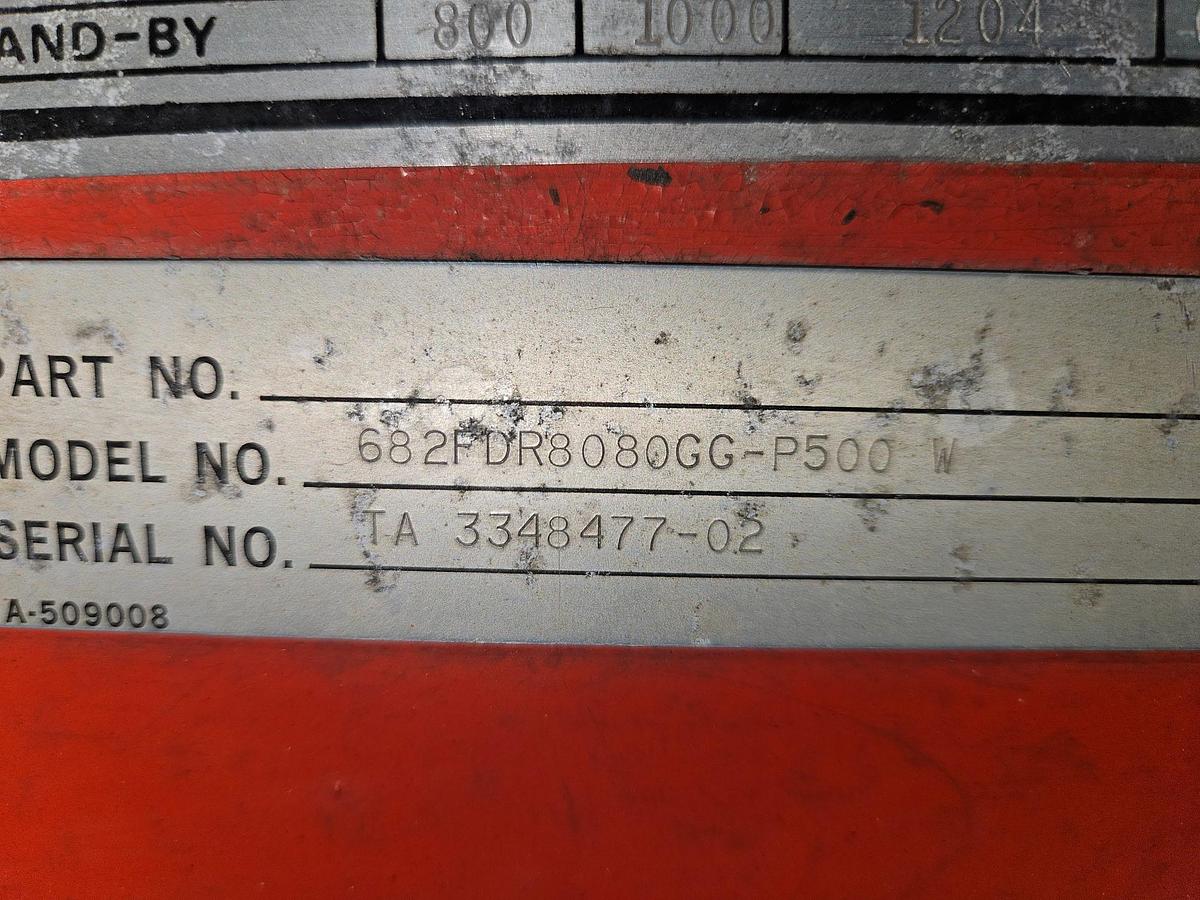 AND-BY 800 1000 1204
PART NO.
MODEL NO. 682FDR8080GG-P500 W
SERIAL NO. TA 3348477-02
A-509008